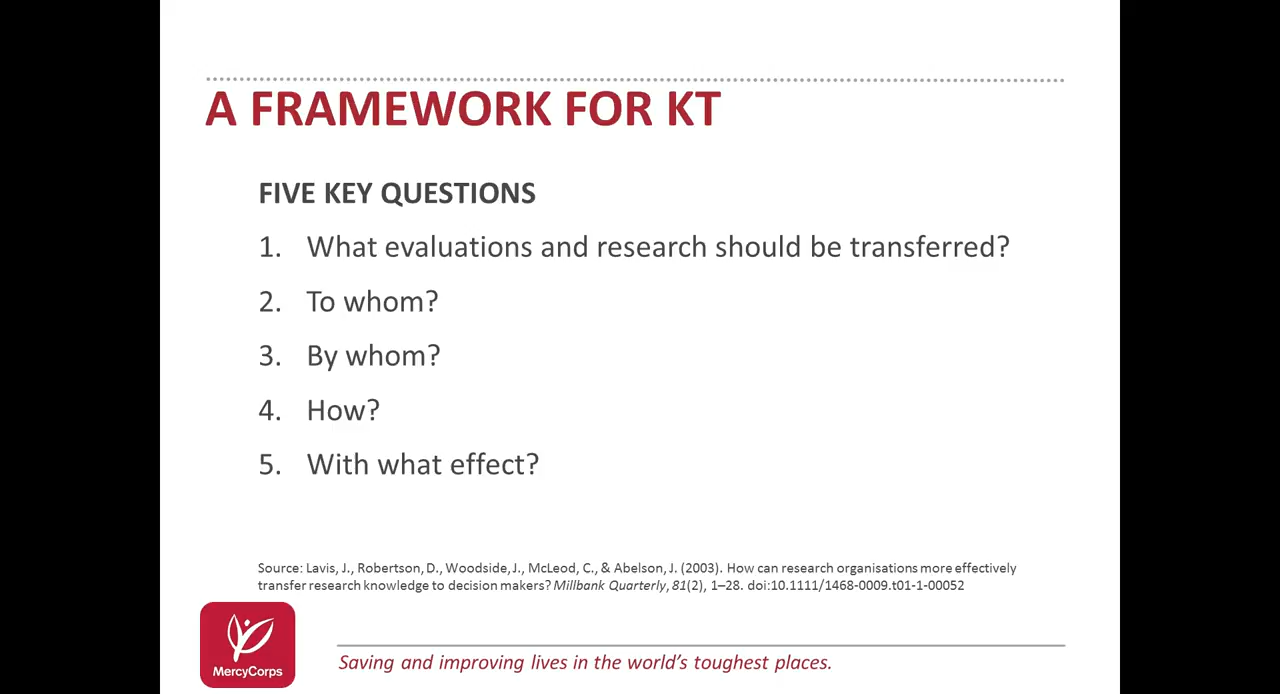 A FRAMEWORK FOR KT
FIVE KEY QUESTIONS
1. What evaluations and research should be transferred?
2. To whom?
3. By whom?
4. How?
5. With what effect?
Source: Lavis, J., Robertson, D., Woodside, J., McLeod, C., & Abelson, J. (2003). How can research organisations more effectively
transfer research knowledge to decision makers? Millbank Quarterly, 81(2), 1–28. doi:10.1111/1468-0009.t01-1-00052
MercyCorps
Saving and improving lives in the world's toughest places.